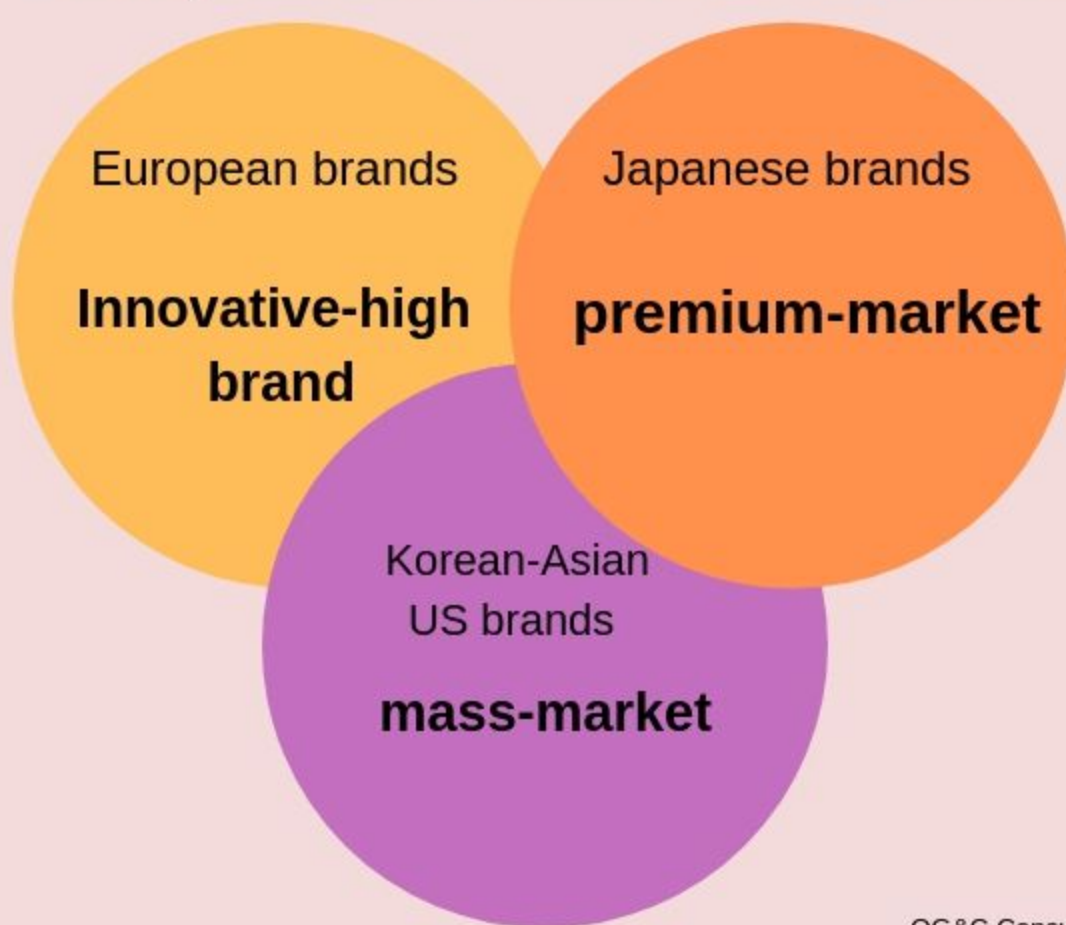 European brands
Innovative-high
brand
Japanese brands
premium-market
Korean-Asian
US brands
mass-market